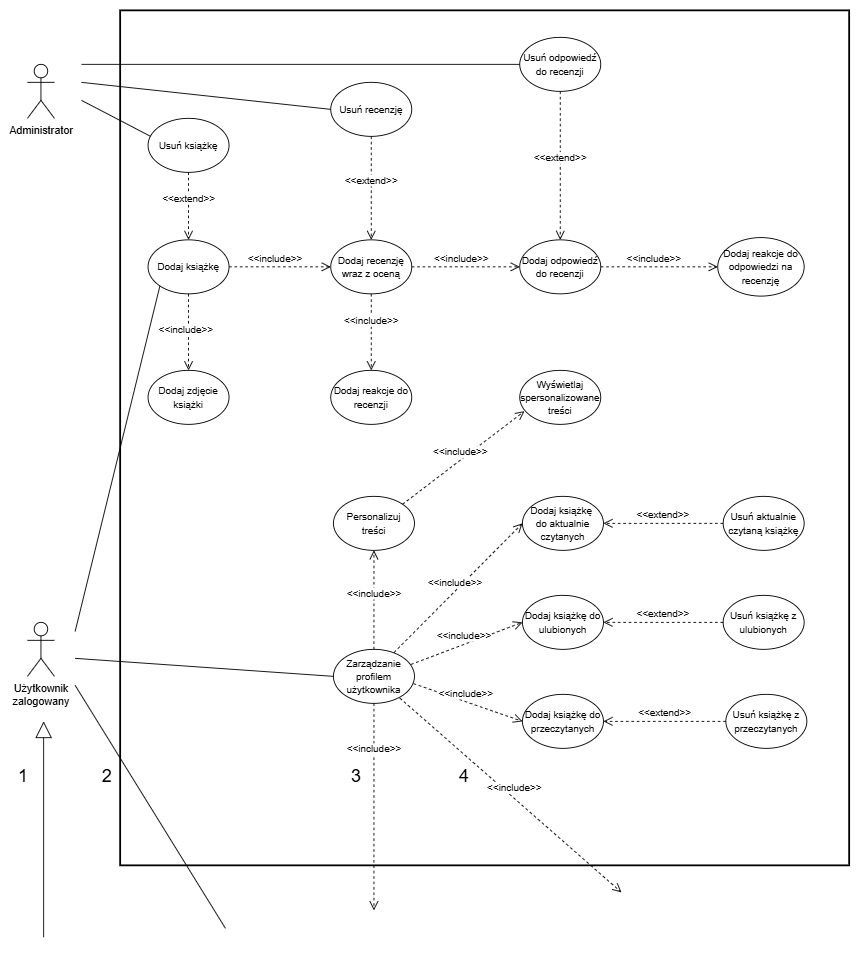 Usuń odpowiedź
do recenzji
Usuń recenzję
Administrator
Usuń książkę
<<extend>>
<<extend>>
<<extend>>
Dodaj książkę
<<include>>
Dodaj recenzję
wraz z oceną
<<include>>
Dodaj odpowiedź
do recenzji
<<include>>
Dodaj reakcje do
odpowiedzi na
recenzję
<<include>>
<<include>>
Dodaj zdjęcie
książki
Dodaj reakcje do
recenzji
Wyświetlaj
spersonalizowane
treści
<<include>>
Personalizuj
treści
Dodaj książkę
do aktualnie
czytanych
<<extend>>
Usuń aktualnie
czytaną książkę
<<include>>
<<include>>
Dodaj książkę do
ulubionych
<<extend>>
Usuń książkę z
ulubionych
<<include>>
Zarządzanie
profilem
użytkownika
<<include>>
Dodaj książkę do
przeczytanych
<<extend>>
Usuń książkę z
przeczytanych
Użytkownik
zalogowany
<<include>>
1
2
3
4
<<include>>